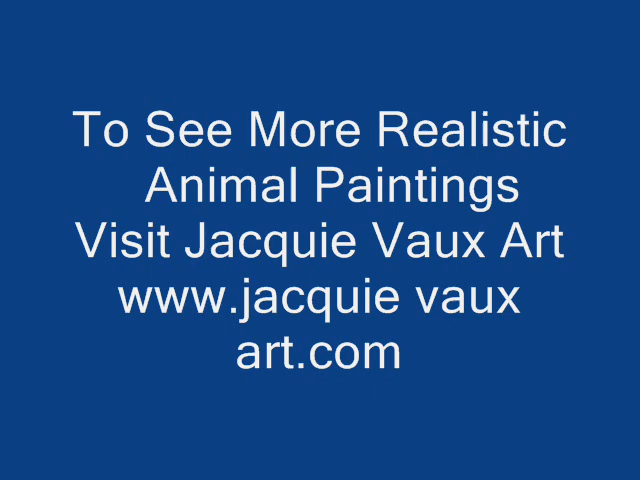 To See More Realistic
Animal Paintings
Visit Jacquie Vaux Art
www.jacquie vaux
art.com